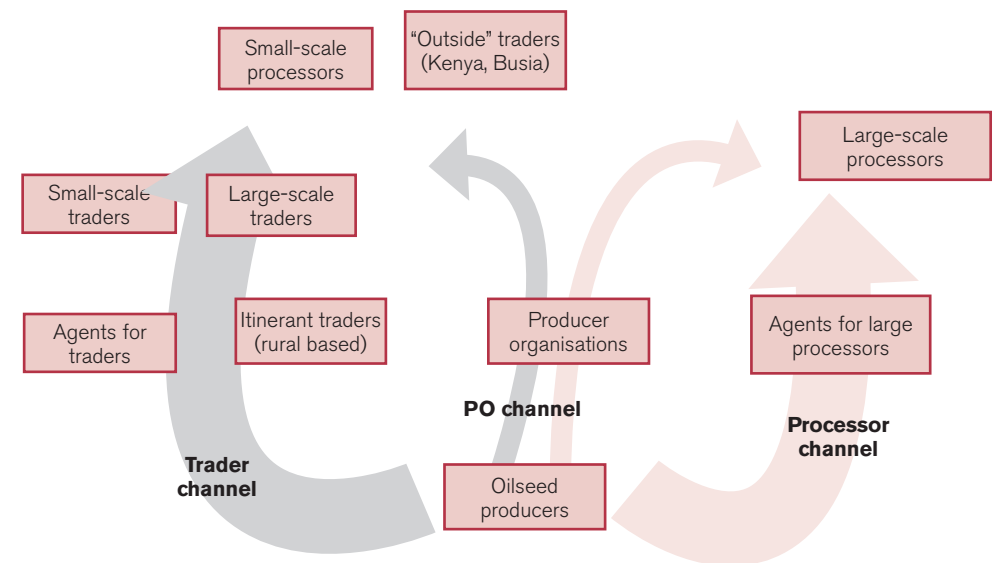 Small-scale
processors
“Outside” traders
(Kenya, Busia)
Large-scale
processors
Small-scale
traders
Large-scale
traders
Agents for
traders
Itinerant traders
(rural based)
Producer
organisations
Agents for large
processors
PO channel
Processor
channel
Trader
channel
Oilseed
producers